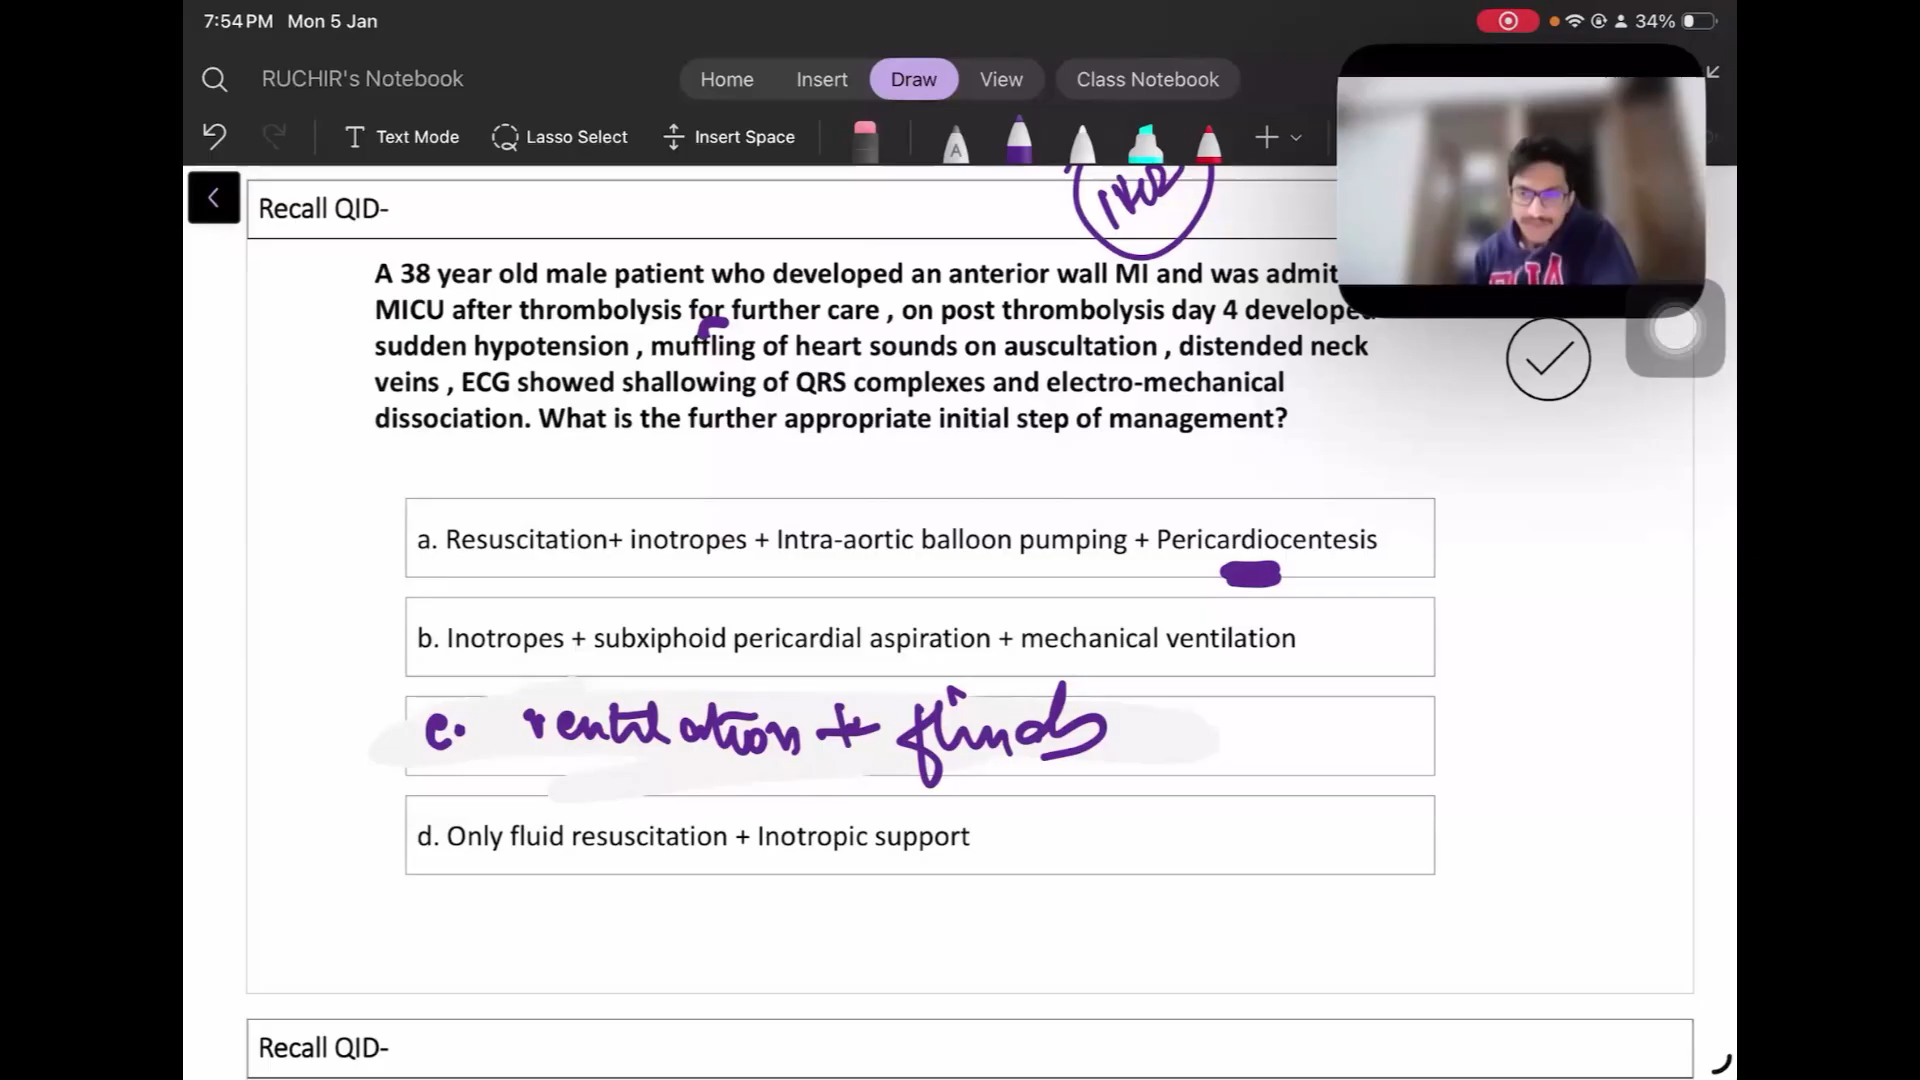 7:54 PM Mon 5 Jan
34%
RUCHIR's Notebook
Home Insert Draw View Class Notebook
Text Mode Lasso Select Insert Space
A
Recall QID-
A 38 year old male patient who developed an anterior wall MI and was admit
MICU after thrombolysis for further care , on post thrombolysis day 4 developed
sudden hypotension , muffling of heart sounds on auscultation , distended neck
veins , ECG showed shallowing of QRS complexes and electro-mechanical
dissociation. What is the further appropriate initial step of management?
a. Resuscitation+ inotropes + Intra-aortic balloon pumping + Pericardiocentesis
b. Inotropes + subxiphoid pericardial aspiration + mechanical ventilation
c. ventilation + fluids
d. Only fluid resuscitation + Inotropic support
Recall QID-